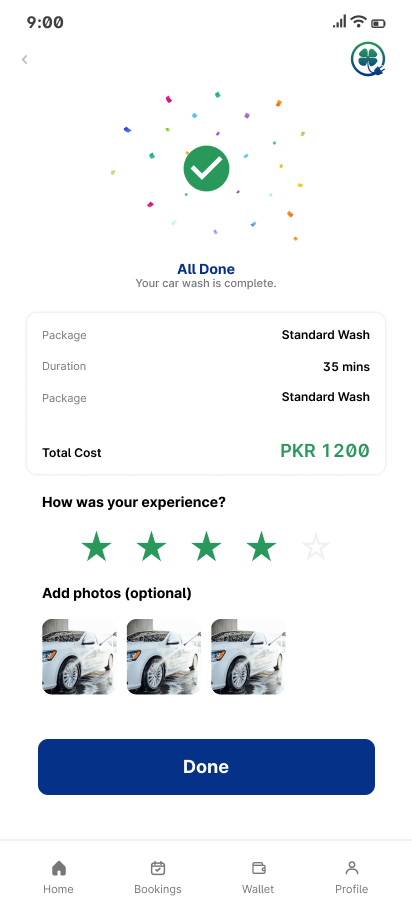 9:00
All Done
Your car wash is complete.
Package Standard Wash
Duration 35 mins
Package Standard Wash
Total Cost PKR 1200
How was your experience?
Add photos (optional)
Done
Home Bookings Wallet Profile